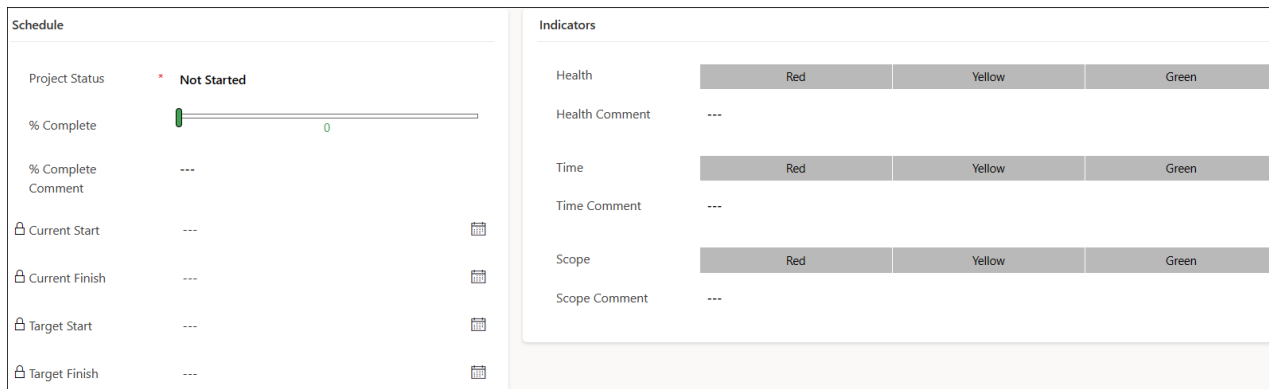 Schedule
Project Status * Not Started
% Complete
0
% Complete
Comment
---
Current Start ---
Current Finish ---
Target Start ---
Target Finish ---
Indicators
Health Red Yellow Green
Health Comment ---
Time Red Yellow Green
Time Comment ---
Scope Red Yellow Green
Scope Comment ---